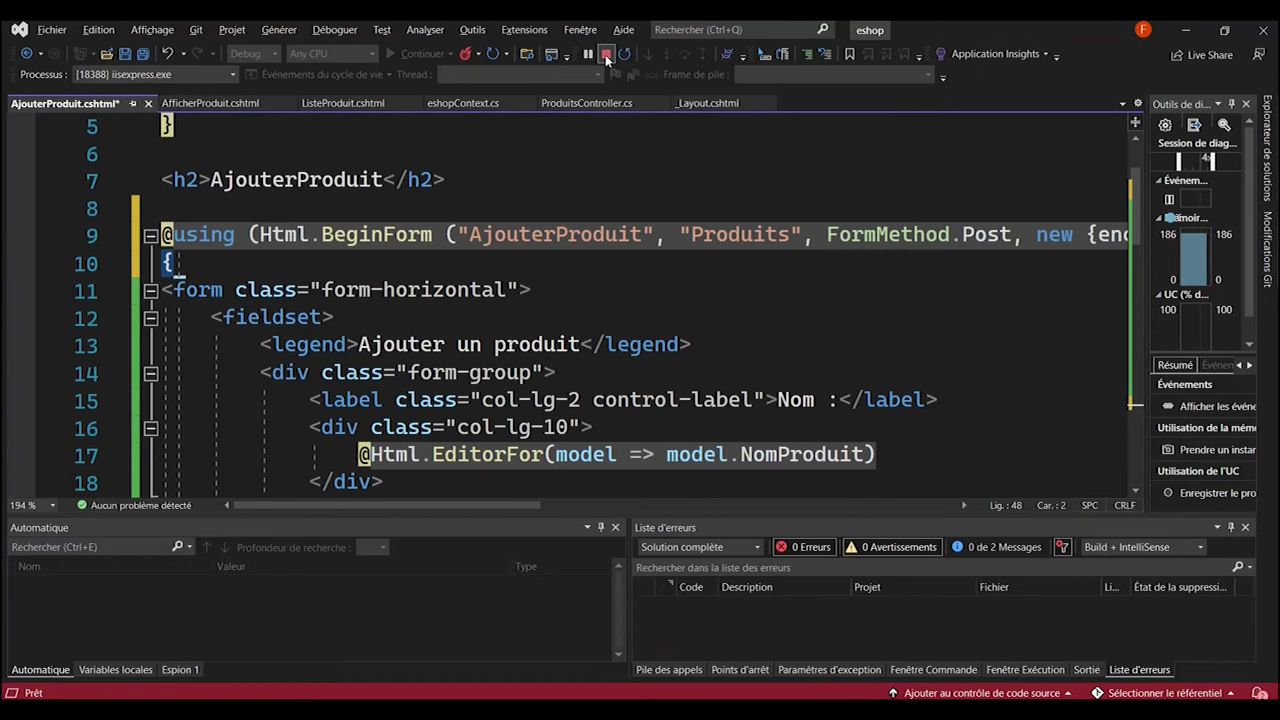 Fichier Edition Affichage Git Projet Générer Déboguer Test Analyser Outils Extensions Fenêtre Aide Rechercher (Ctrl+Q) eshop F
Debug Any CPU Continuer Application Insights Live Share
Processus : [18388] iisexpress.exe Événements du cycle de vie Thread : Frame de pile :
AjouterProduit.cshtml* AfficherProduit.cshtml ListeProduit.cshtml eshopContext.cs ProduitsController.cs _Layout.cshtml Outils de di...
5 }
6
7 <h2>AjouterProduit</h2>
8
9 @using (Html.BeginForm ("AjouterProduit", "Produits", FormMethod.Post, new {enc
10 {
11 <form class="form-horizontal">
12 <fieldset>
13 <legend>Ajouter un produit</legend>
14 <div class="form-group">
15 <label class="col-lg-2 control-label">Nom :</label>
16 <div class="col-lg-10">
17 @Html.EditorFor(model => model.NomProduit)
18 </div>
Session de diag...
Événem...
186 186
0 0
UC (% d...
100 100
Résumé Événen
Événements
Afficher les événe
Utilisation de la mémo
Prendre un instar
Utilisation de l'UC
Enregistrer le pro
Explorateur de solutions
Modifications Git
194 % Aucun problème détecté Lig. : 48 Car. : 2 SPC CRLF
Automatique
Rechercher (Ctrl+E) Profondeur de recherche :
Nom Valeur Type
Liste d'erreurs
Solution complète 0 Erreurs 0 Avertissements 0 de 2 Messages Build + IntelliSense
Rechercher dans la liste des erreurs
Code Description Projet Fichier Li... État de la suppressi...
Automatique Variables locales Espion 1
Pile des appels Points d'arrêt Paramètres d'exception Fenêtre Commande Fenêtre Exécution Sortie Liste d'erreurs
Prêt Ajouter au contrôle de code source Sélectionner le référentiel